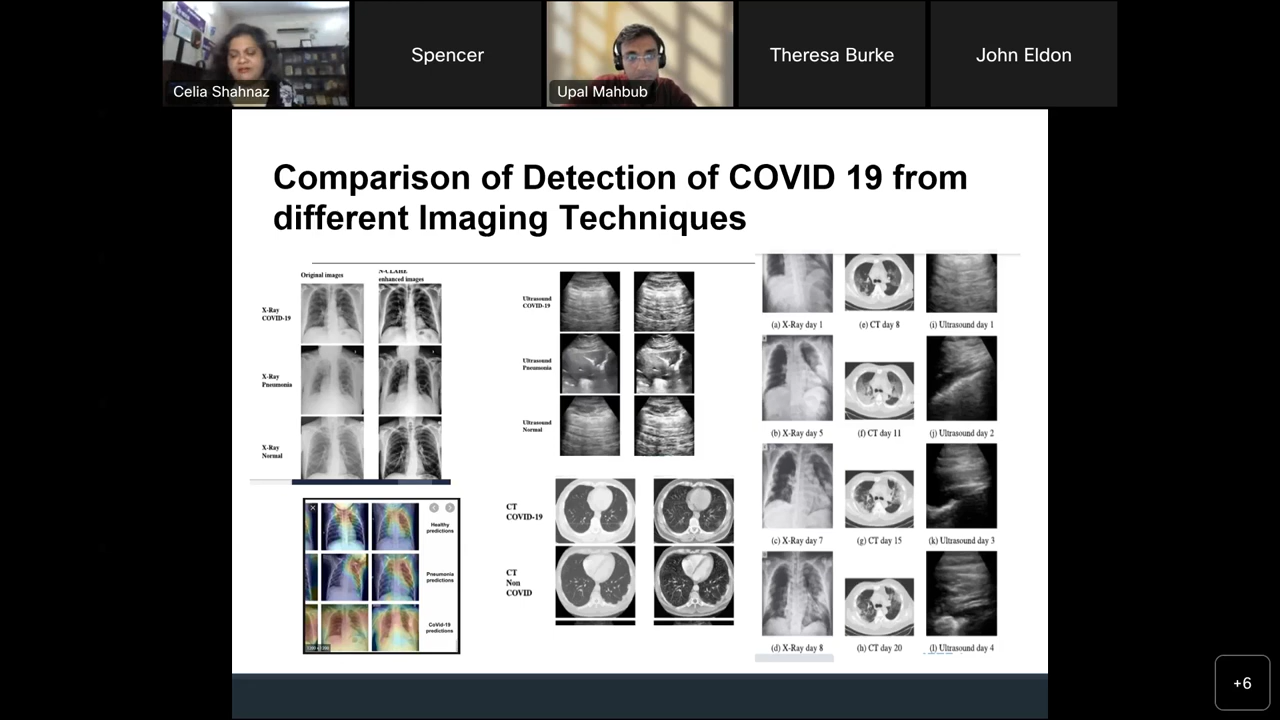 Celia Shahnaz
Spencer
Upal Mahbub
Theresa Burke
John Eldon
Comparison of Detection of COVID 19 from
different Imaging Techniques
Original images
N-CLAHE
enhanced images
X-Ray
COVID-19
X-Ray
Pneumonia
X-Ray
Normal
Ultrasound
COVID-19
Ultrasound
Pneumonia
Ultrasound
Normal
CT
COVID-19
CT
Non
COVID
Healthy
predictions
Pneumonia
predictions
CoVid-19
predictions
(a) X-Ray day 1
(e) CT day 8
(i) Ultrasound day 1
(b) X-Ray day 5
(f) CT day 11
(j) Ultrasound day 2
(c) X-Ray day 7
(g) CT day 15
(k) Ultrasound day 3
(d) X-Ray day 8
(h) CT day 20
(l) Ultrasound day 4
+6